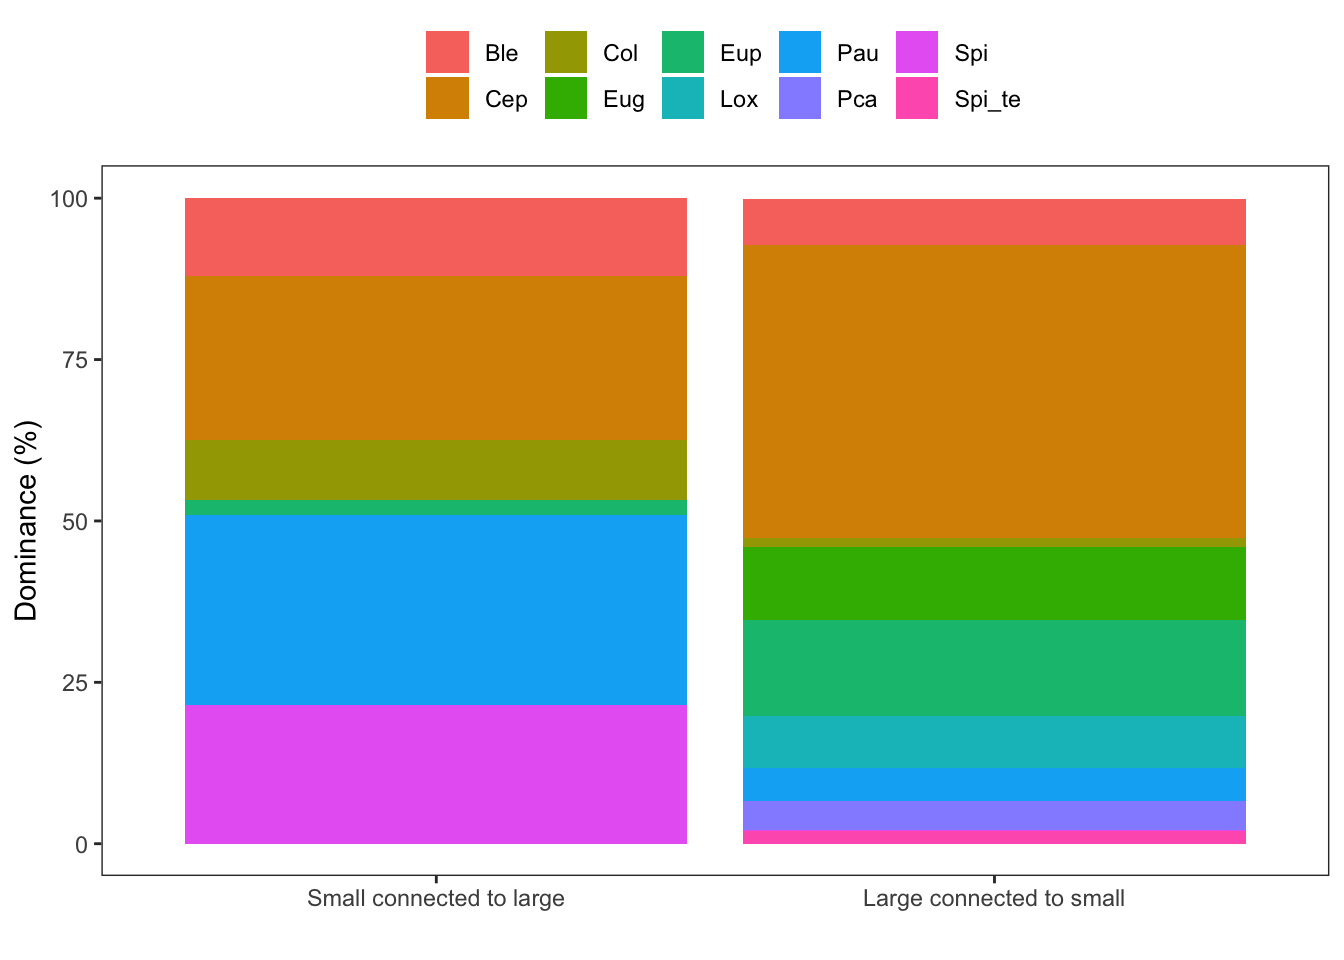 Ble Col Eup Pau Spi
Cep Eug Lox Pca Spi_te
Dominance (%)
100
75
50
25
0
Small connected to large Large connected to small